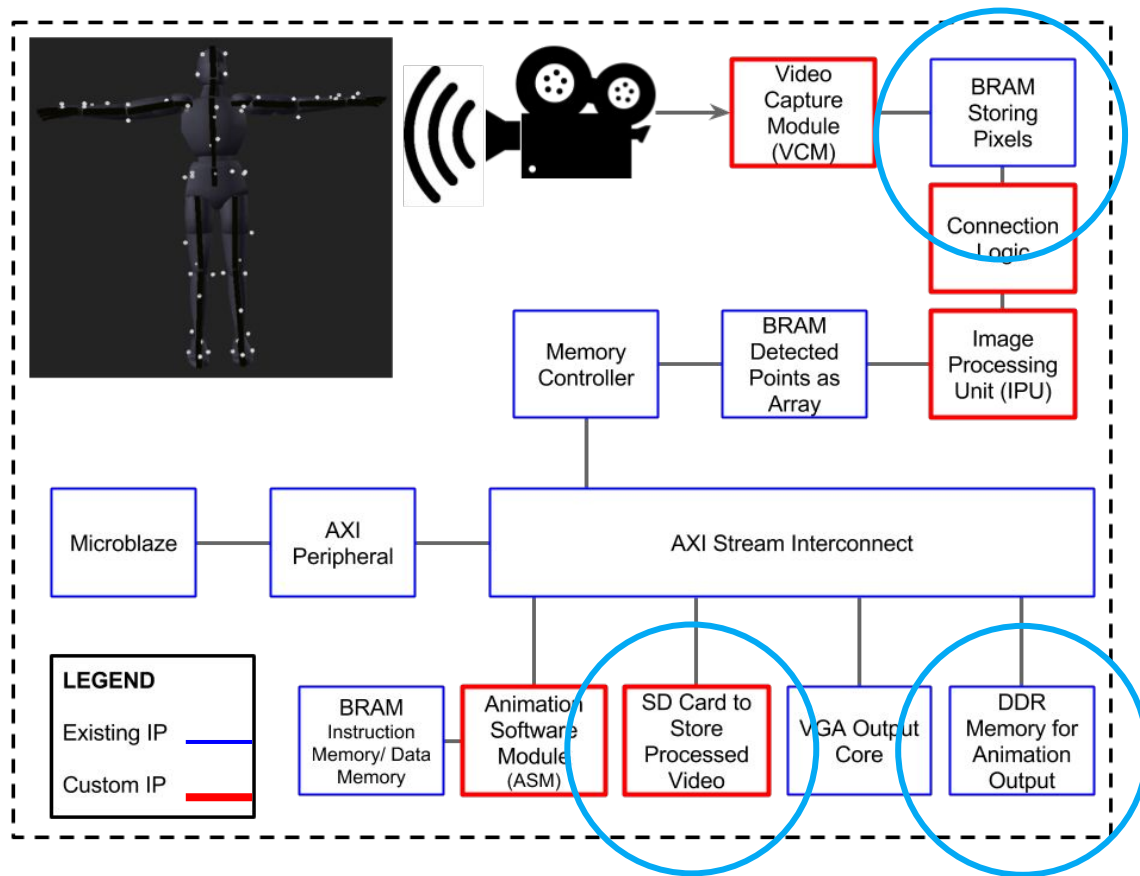 Video
Capture
Module
(VCM)
BRAM
Storing
Pixels
Connection
Logic
Memory
Controller
BRAM
Detected
Points as
Array
Image
Processing
Unit (IPU)
Microblaze
AXI
Peripheral
AXI Stream Interconnect
LEGEND
Existing IP
Custom IP
BRAM
Instruction
Memory/ Data
Memory
Animation
Software
Module
(ASM)
SD Card to
Store
Processed
Video
VGA Output
Core
DDR
Memory for
Animation
Output